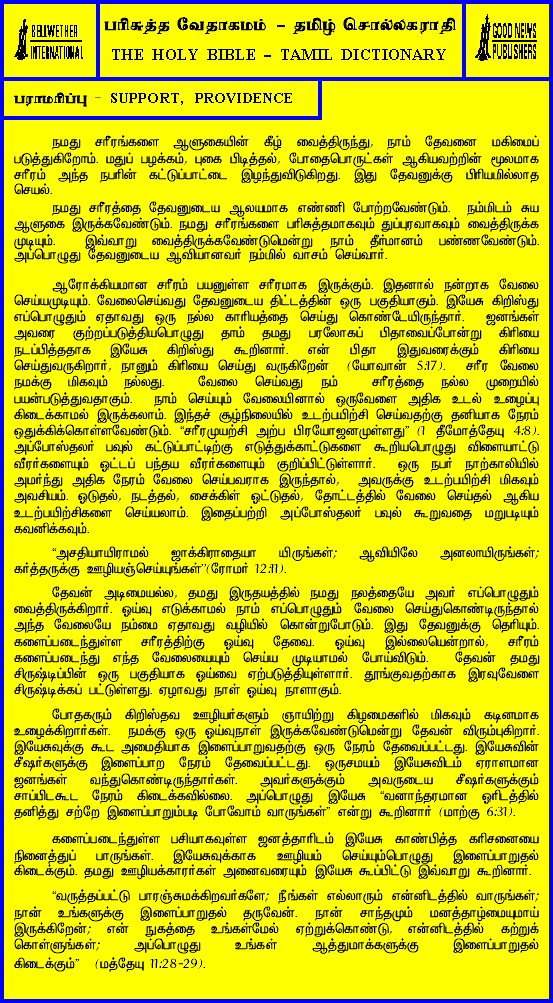 BELLWETHER
INTERNATIONAL
பரிசுத்த வேதாகமம் – தமிழ் சொல்லகராதி
THE HOLY BIBLE – TAMIL DICTIONARY
GOOD NEWS
PUBLISHERS
பராமரிப்பு – SUPPORT, PROVIDENCE
நமது சரீரங்களை ஆளுகையின் கீழ் வைத்திருந்து, நாம் தேவனை மகிமைப்
படுத்துகிறோம். மதுப் பழக்கம், புகை பிடித்தல், போதைபொருட்கள் ஆகியவற்றின் மூலமாக
சரீரம் அந்த நபரின் கட்டுப்பாட்டை இழந்துவிடுகிறது. இது தேவனுக்கு பிரியமில்லாத
செயல்.
நமது சரீரத்தை தேவனுடைய ஆலயமாக எண்ணி போற்றவேண்டும். நம்மிடம் சுய
ஆளுகை இருக்கவேண்டும். நமது சரீரங்களை பரிசுத்தமாகவும் துப்புரவாகவும் வைத்திருக்க
முடியும். இவ்வாறு வைத்திருக்கவேண்டுமென்று நாம் தீர்மானம் பண்ணவேண்டும்.
அப்பொழுது தேவனுடைய ஆவியானவர் நம்மில் வாசம் செய்வார்.
ஆரோக்கியமான சரீரம் பயனுள்ள சரீரமாக இருக்கும். இதனால் நன்றாக வேலை
செய்யமுடியும். வேலைசெய்வது தேவனுடைய திட்டத்தின் ஒரு பகுதியாகும். இயேசு கிறிஸ்து
எப்பொழுதும் ஏதாவது ஒரு நல்ல காரியத்தை செய்து கொண்டேயிருந்தார். ஜனங்கள்
அவரை குற்றப்படுத்தியபொழுது தாம் தமது பரலோகப் பிதாவைப்போன்று கிரியை
நடப்பித்ததாக இயேசு கிறிஸ்து கூறினார். என் பிதா இதுவரைக்கும் கிரியை
செய்துவருகிறார், நானும் கிரியை செய்து வருகிறேன் (யோவான் 5:17). சரீர வேலை
நமக்கு மிகவும் நல்லது. வேலை செய்வது நம் சரீரத்தை நல்ல முறையில்
பயன்படுத்துவதாகும். நாம் செய்யும் வேலையினால் ஒருவேளை அதிக உடல் உழைப்பு
கிடைக்காமல் இருக்கலாம். இந்தச் சூழ்நிலையில் உடற்பயிற்சி செய்வதற்கு தனியாக நேரம்
ஒதுக்கிக்கொள்ளவேண்டும். “சரீரமுயற்சி அற்ப பிரயோஜனமுள்ளது” (1 தீமோத்தேயு 4:8).
அப்போஸ்தலர் பவுல் கட்டுப்பாட்டிற்கு எடுத்துக்காட்டுகளை கூறியபொழுது விளையாட்டு
வீரர்களையும் ஓட்டப் பந்தய வீரர்களையும் குறிப்பிட்டுள்ளார். ஒரு நபர் நாற்காலியில்
அமர்ந்து அதிக நேரம் வேலை செய்பவராக இருந்தால், அவருக்கு உடற்பயிற்சி மிகவும்
அவசியம். ஓடுதல், நடத்தல், சைக்கிள் ஓட்டுதல், தோட்டத்தில் வேலை செய்தல் ஆகிய
உடற்பயிற்சிகளை செய்யலாம். இதைப்பற்றி அப்போஸ்தலர் பவுல் கூறுவதை மறுபடியும்
கவனிக்கவும்.
“அசதியாயிராமல் ஜாக்கிராதையா யிருங்கள்; ஆவியிலே அனலாயிருங்கள்;
கர்த்தருக்கு ஊழியஞ்செய்யுங்கள்”(ரோமர் 12:11).
தேவன் அடிமையல்ல, தமது இருதயத்தில் நமது நலத்தையே அவர் எப்பொழுதும்
வைத்திருக்கிறார். ஓய்வு எடுக்காமல் நாம் எப்பொழுதும் வேலை செய்துகொண்டிருந்தால்
அந்த வேலையே நம்மை ஏதாவது வழியில் கொன்றுபோடும். இது தேவனுக்கு தெரியும்.
களைப்படைந்துள்ள சரீரத்திற்கு ஓய்வு தேவை. ஓய்வு இல்லையென்றால், சரீரம்
களைப்படைந்து எந்த வேலையையும் செய்ய முடியாமல் போய்விடும். தேவன் தமது
சிருஷ்டிப்பின் ஒரு பகுதியாக ஓய்வை ஏற்படுத்தியுள்ளார். தூங்குவதற்காக இரவுவேளை
சிருஷ்டிக்கப் பட்டுள்ளது. ஏழாவது நாள் ஓய்வு நாளாகும்.
போதகரும் கிறிஸ்தவ ஊழியர்களும் ஞாயிற்று கிழமைகளில் மிகவும் கடினமாக
உழைக்கிறார்கள். நமக்கு ஒரு ஓய்வுநாள் இருக்கவேண்டுமென்று தேவன் விரும்புகிறார்.
இயேசுவுக்கு கூட அமைதியாக இளைப்பாறுவதற்கு ஒரு நேரம் தேவைப்பட்டது. இயேசுவின்
சீஷர்களுக்கு இளைப்பாற நேரம் தேவைப்பட்டது. ஒருசமயம் இயேசுவிடம் ஏராளமான
ஜனங்கள் வந்துகொண்டிருந்தார்கள். அவர்களுக்கும் அவருடைய சீஷர்களுக்கும்
சாப்பிடகூட நேரம் கிடைக்கவில்லை. அப்பொழுது இயேசு “வனாந்தரமான ஓரிடத்தில்
தனித்து சற்றே இளைப்பாறும்படி போவோம் வாருங்கள்” என்று கூறினார் (மாற்கு 6:31).
களைப்படைந்துள்ள பசியாகவுள்ள ஜனத்தாரிடம் இயேசு காண்பித்த கரிசனையை
நினைத்துப் பாருங்கள். இயேசுவுக்காக ஊழியம் செய்யும்பொழுது இளைப்பாறுதல்
கிடைக்கும். தமது ஊழியக்காரர்கள் அனைவரையும் இயேசு கூப்பிட்டு இவ்வாறு கூறினார்.
“வருத்தப்பட்டு பாரஞ்சுமக்கிறவர்களே; நீங்கள் எல்லாரும் என்னிடத்தில் வாருங்கள்;
நான் உங்களுக்கு இளைப்பாறுதல் தருவேன். நான் சாந்தமும் மனத்தாழ்மையுமாய்
இருக்கிறேன்; என் நுகத்தை உங்கள்மேல் ஏற்றுக்கொண்டு, என்னிடத்தில் கற்றுக்
கொள்ளுங்கள்; அப்பொழுது உங்கள் ஆத்துமாக்களுக்கு இளைப்பாறுதல்
கிடைக்கும்” (மத்தேயு 11:28-29).